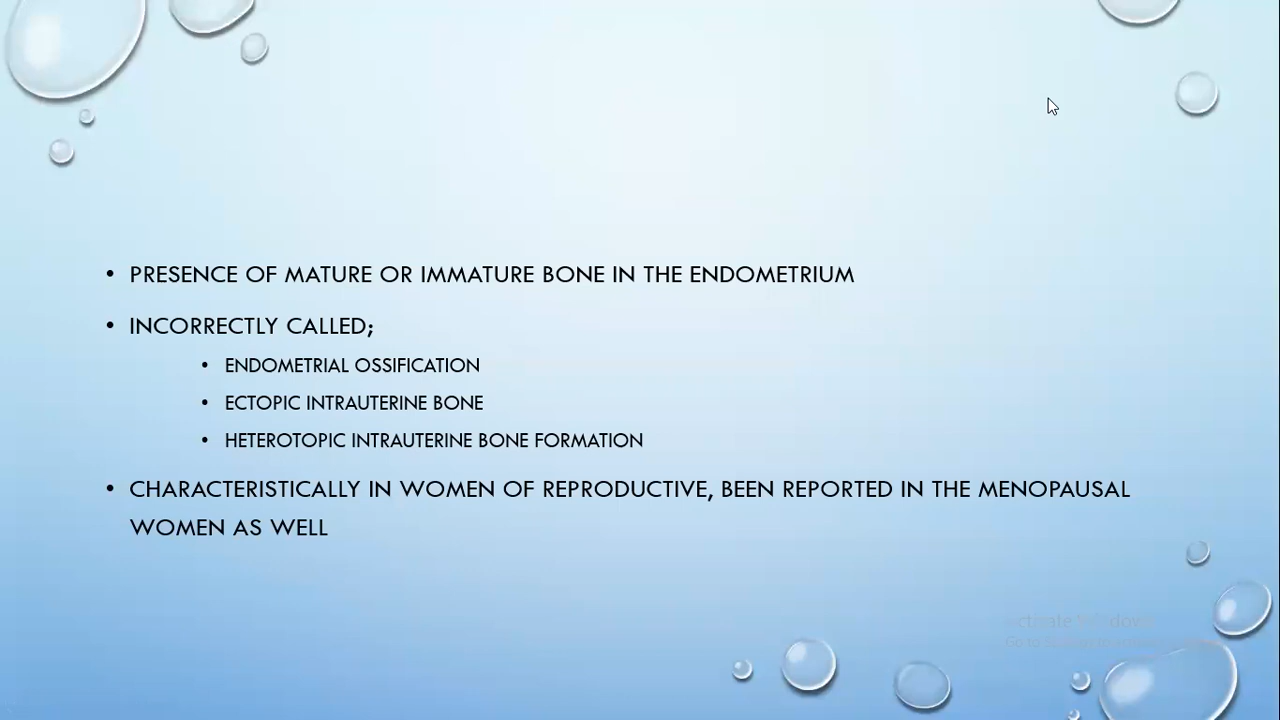 • PRESENCE OF MATURE OR IMMATURE BONE IN THE ENDOMETRIUM
• INCORRECTLY CALLED;
• ENDOMETRIAL OSSIFICATION
• ECTOPIC INTRAUTERINE BONE
• HETEROTOPIC INTRAUTERINE BONE FORMATION
• CHARACTERISTICALLY IN WOMEN OF REPRODUCTIVE, BEEN REPORTED IN THE MENOPAUSAL
WOMEN AS WELL